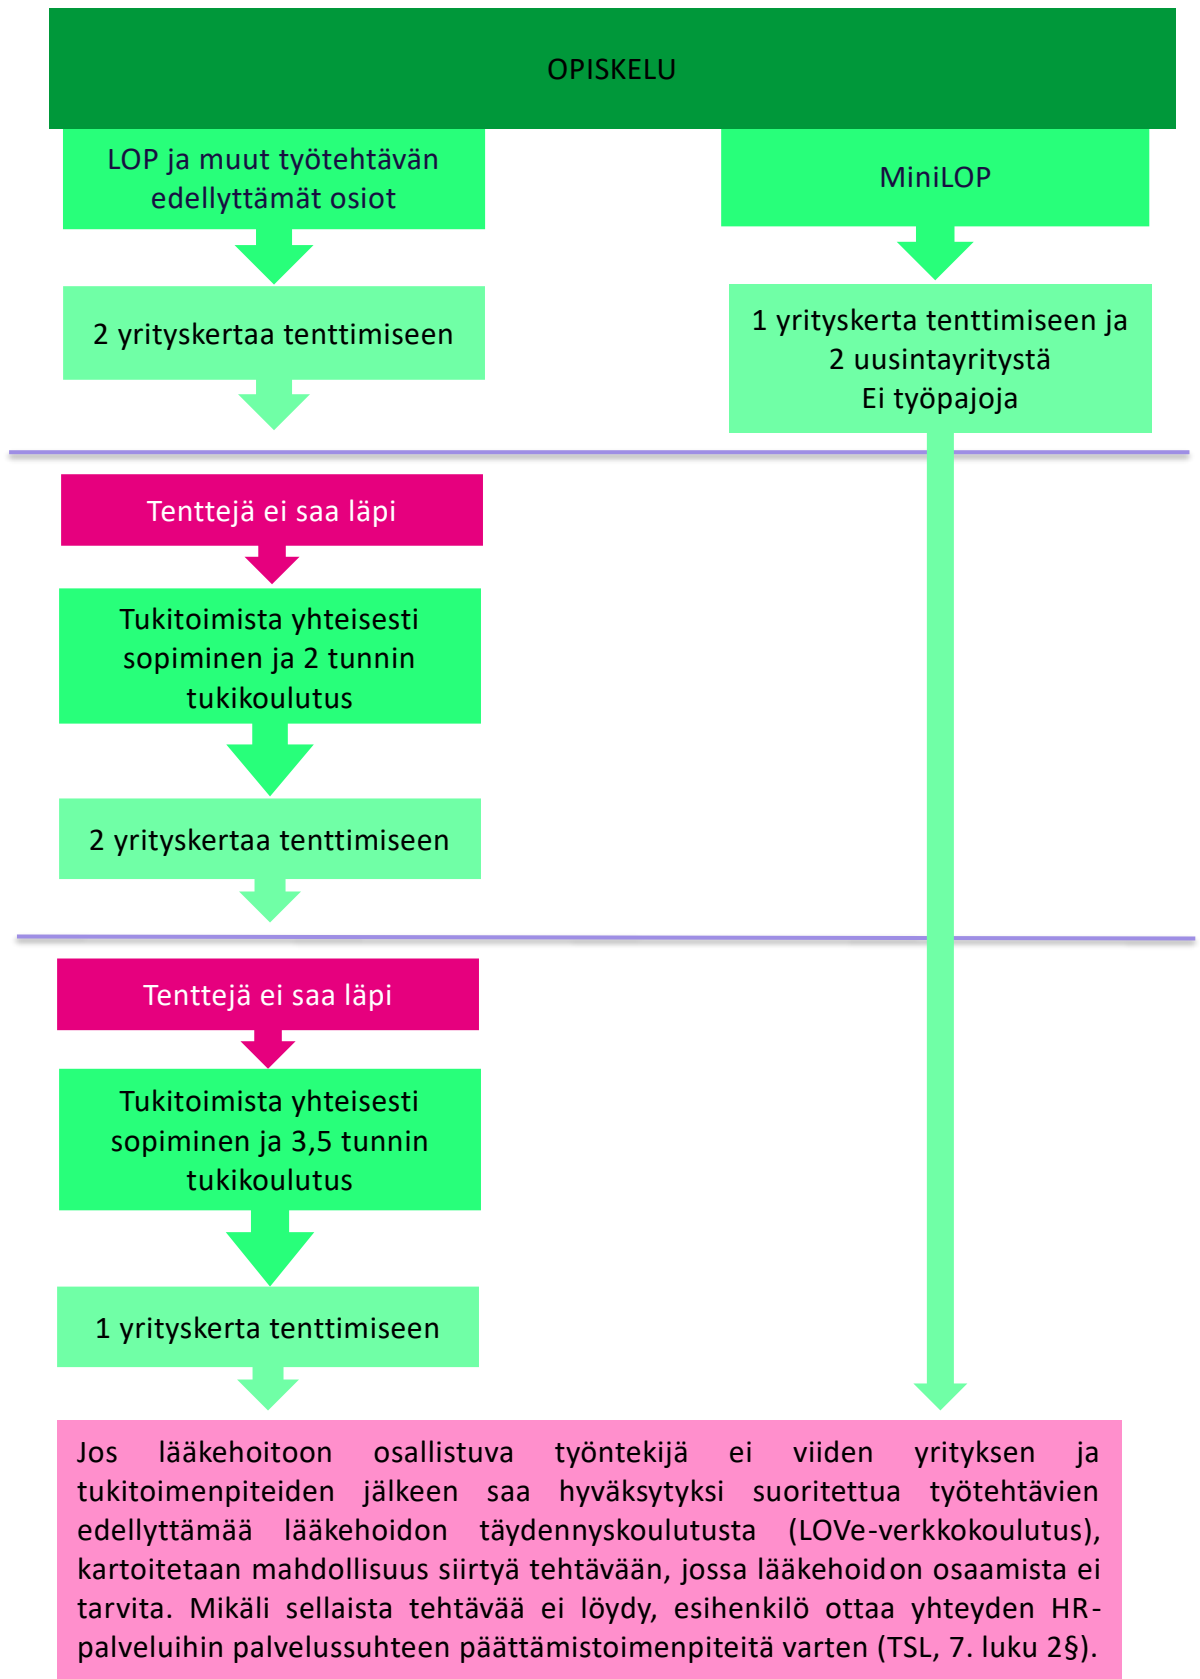 OPISKELU
LOP ja muut työtehtävän
edellyttämät osiot
MiniLOP
2 yrityskertaa tenttimiseen
1 yrityskerta tenttimiseen ja
2 uusintayritystä
Ei työpajoja
Tenttejä ei saa läpi
Tukitoimista yhteisesti
sopiminen ja 2 tunnin
tukikoulutus
2 yrityskertaa tenttimiseen
Tenttejä ei saa läpi
Tukitoimista yhteisesti
sopiminen ja 3,5 tunnin
tukikoulutus
1 yrityskerta tenttimiseen
Jos lääkehoitoon osallistuva työntekijä ei viiden yrityksen ja
tukitoimenpiteiden jälkeen saa hyväksytyksi suoritettua työtehtävien
edellyttämää lääkehoidon täydennyskoulutusta (LOVe-verkkokoulutus),
kartoitetaan mahdollisuus siirtyä tehtävään, jossa lääkehoidon osaamista ei
tarvita. Mikäli sellaista tehtävää ei löydy, esihenkilö ottaa yhteyden HR-
palveluihin palvelussuhteen päättämistoimenpiteitä varten (TSL, 7. luku 2§).